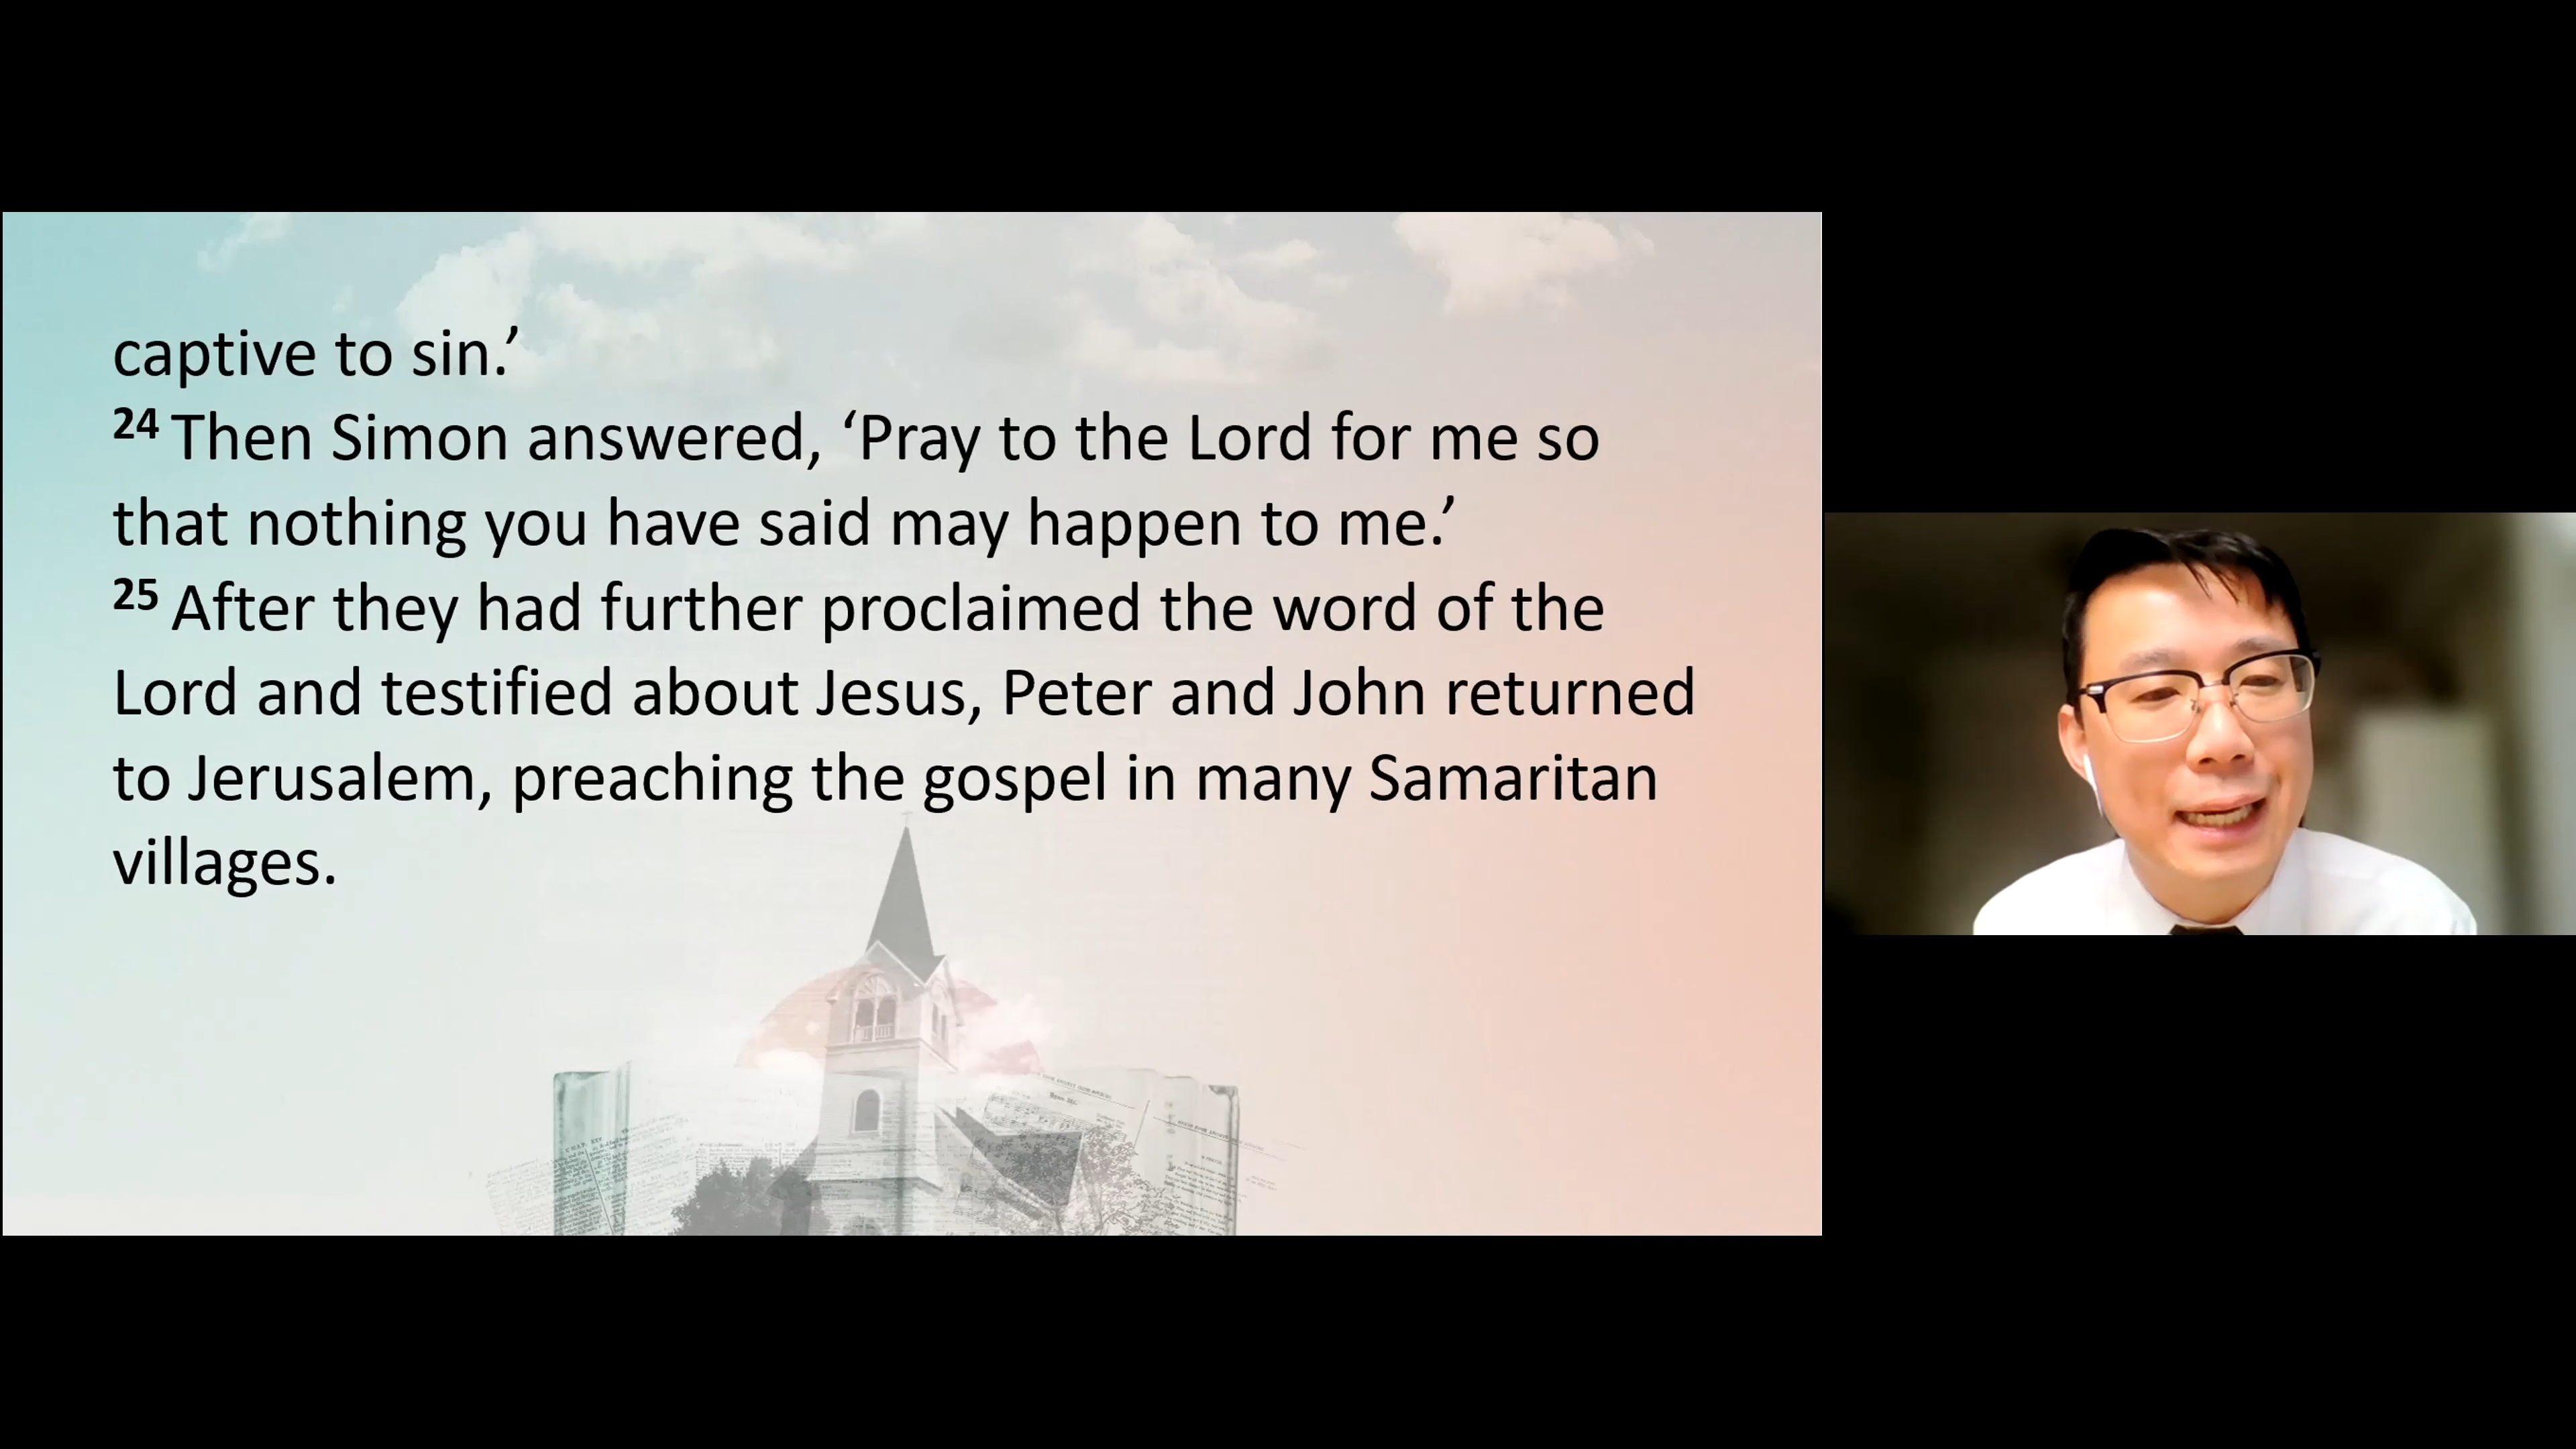 captive to sin.’
24 Then Simon answered, ‘Pray to the Lord for me so
that nothing you have said may happen to me.’
25 After they had further proclaimed the word of the
Lord and testified about Jesus, Peter and John returned
to Jerusalem, preaching the gospel in many Samaritan
villages.